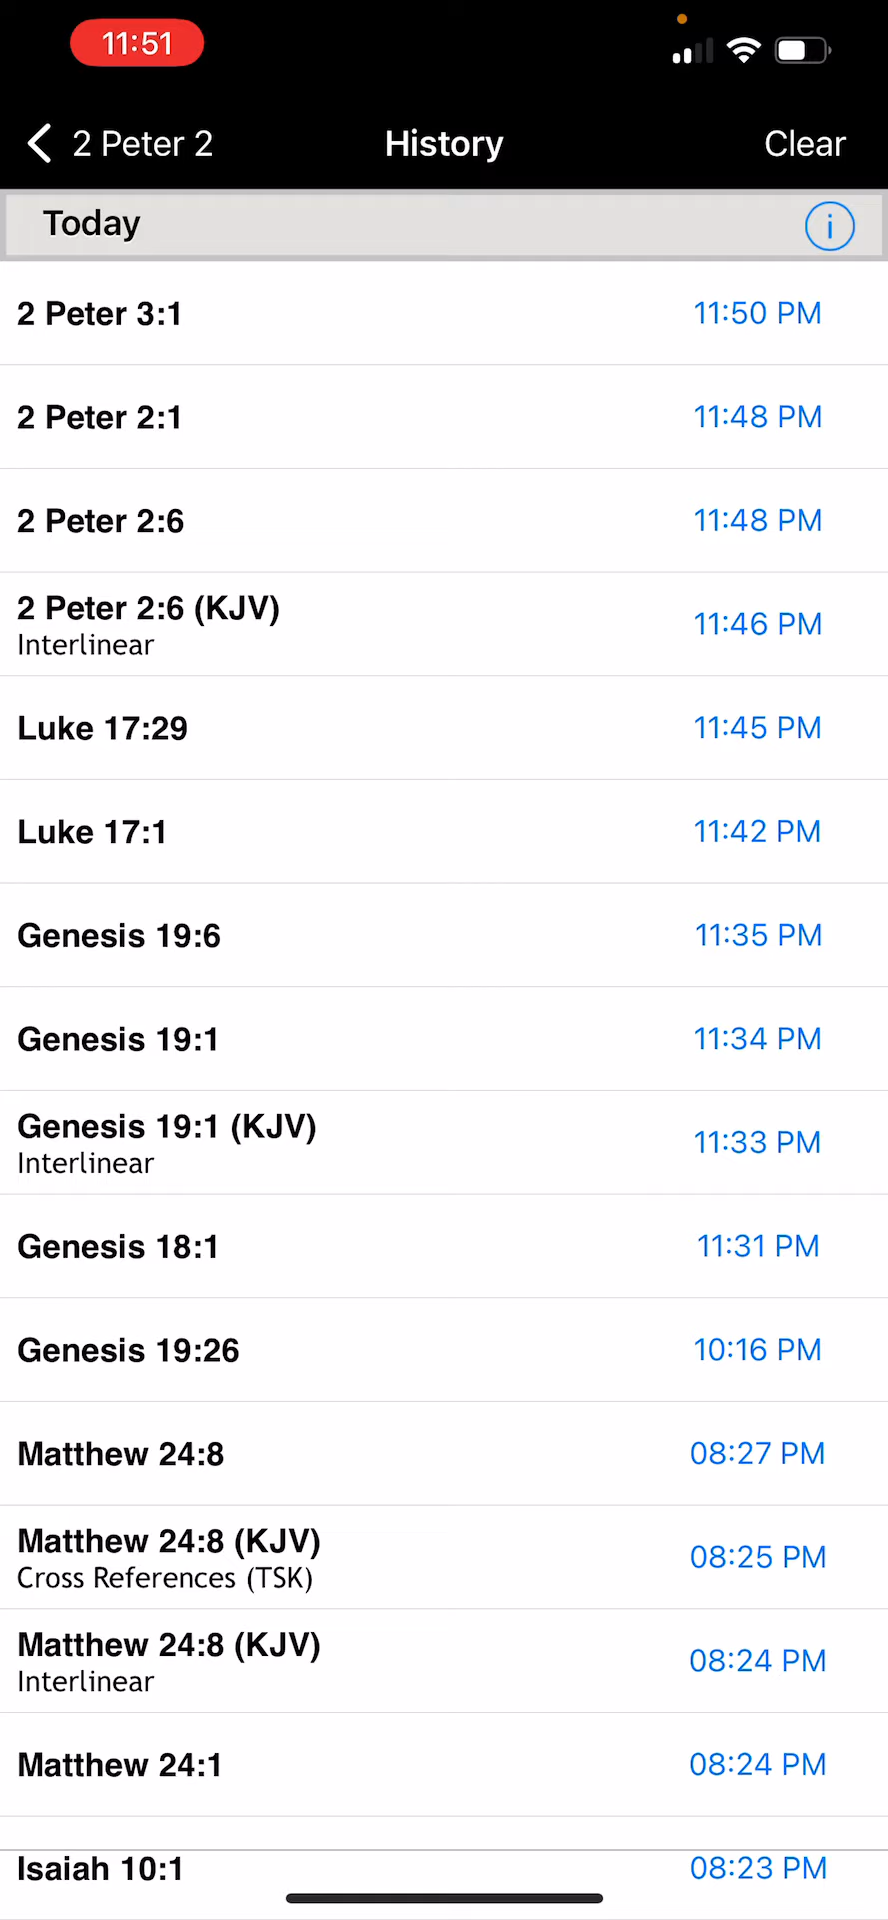 11:51
2 Peter 2 History Clear
Today
2 Peter 3:1 11:50 PM
2 Peter 2:1 11:48 PM
2 Peter 2:6 11:48 PM
2 Peter 2:6 (KJV)
Interlinear 11:46 PM
Luke 17:29 11:45 PM
Luke 17:1 11:42 PM
Genesis 19:6 11:35 PM
Genesis 19:1 11:34 PM
Genesis 19:1 (KJV)
Interlinear 11:33 PM
Genesis 18:1 11:31 PM
Genesis 19:26 10:16 PM
Matthew 24:8 08:27 PM
Matthew 24:8 (KJV)
Cross References (TSK) 08:25 PM
Matthew 24:8 (KJV)
Interlinear 08:24 PM
Matthew 24:1 08:24 PM
Isaiah 10:1 08:23 PM